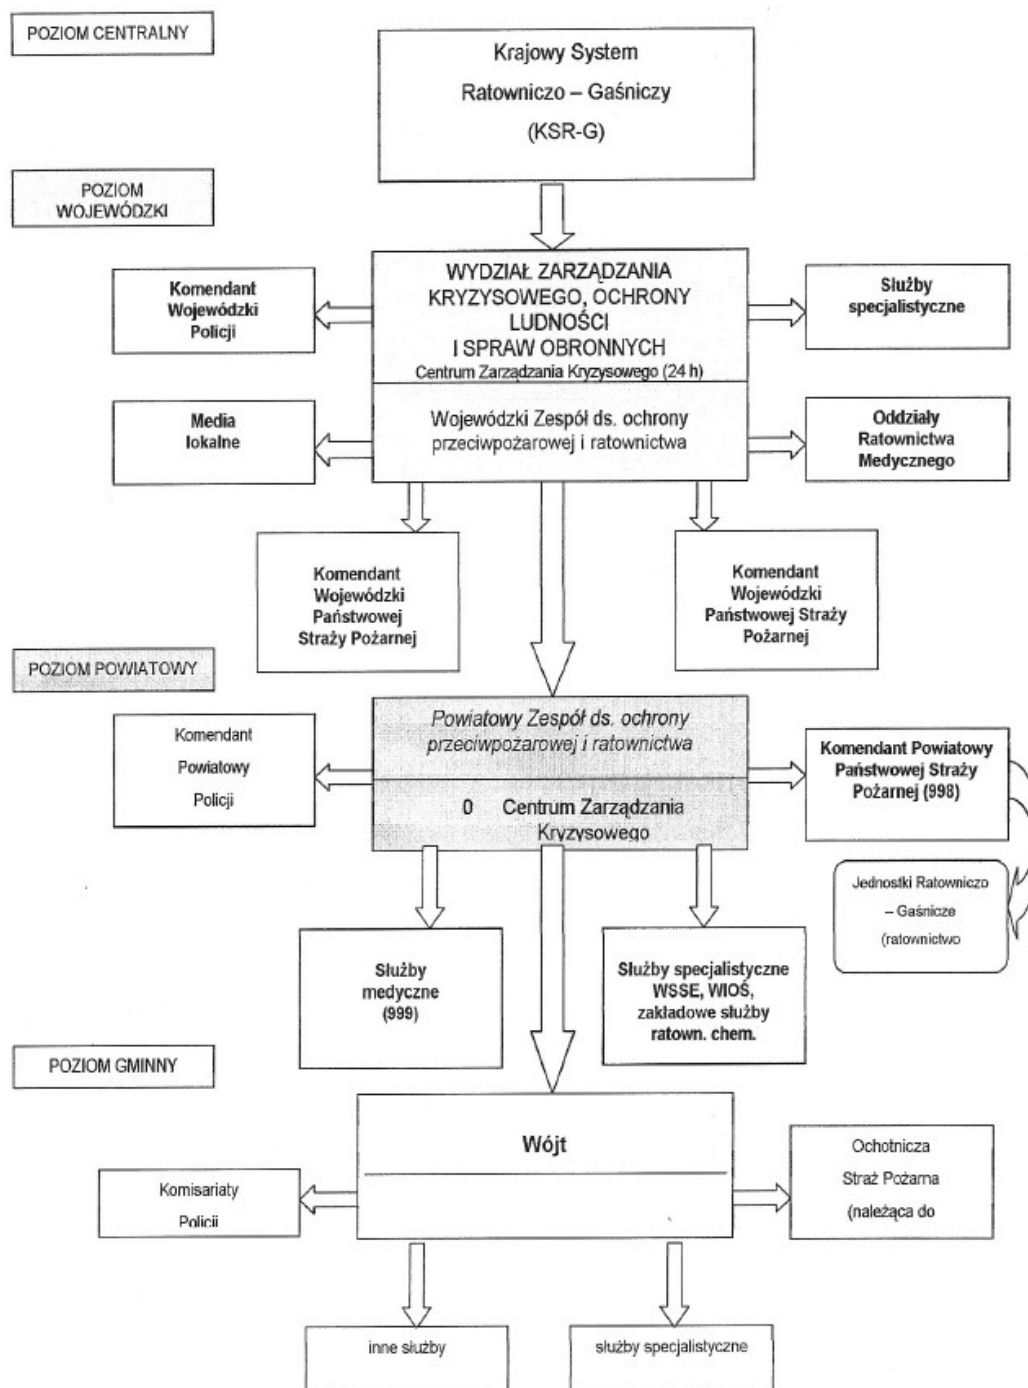 POZIOM CENTRALNY
Krajowy System
Ratowniczo – Gaśniczy
(KSR-G)
POZIOM
WOJEWÓDZKI
Komendant
Wojewódzki
Policji
WYDZIAŁ ZARZĄDZANIA
KRYZYSOWEGO, OCHRONY
LUDNOŚCI
I SPRAW OBRONNYCH
Centrum Zarządzania Kryzysowego (24 h)
Służby
specjalistyczne
Media
lokalne
Wojewódzki Zespół ds. ochrony
przeciwpożarowej i ratownictwa
Oddziały
Ratownictwa
Medycznego
Komendant
Wojewódzki
Państwowej
Straży Pożarnej
Komendant
Wojewódzki
Państwowej Straży
Pożarnej
POZIOM POWIATOWY
Komendant
Powiatowy
Policji
Powiatowy Zespół ds. ochrony
przeciwpożarowej i ratownictwa
0 Centrum Zarządzania
Kryzysowego
Komendant Powiatowy
Państwowej Straży
Pożarnej (998)
Jednostki Ratowniczo
– Gaśnicze
(ratownictwo
Służby
medyczne
(999)
Służby specjalistyczne
WSSE, WIOŚ,
zakładowe służby
ratown. chem.
POZIOM GMINNY
Wójt
Komisariaty
Policji
Ochotnicza
Straż Pożarna
(należąca do
inne służby
służby specjalistyczne